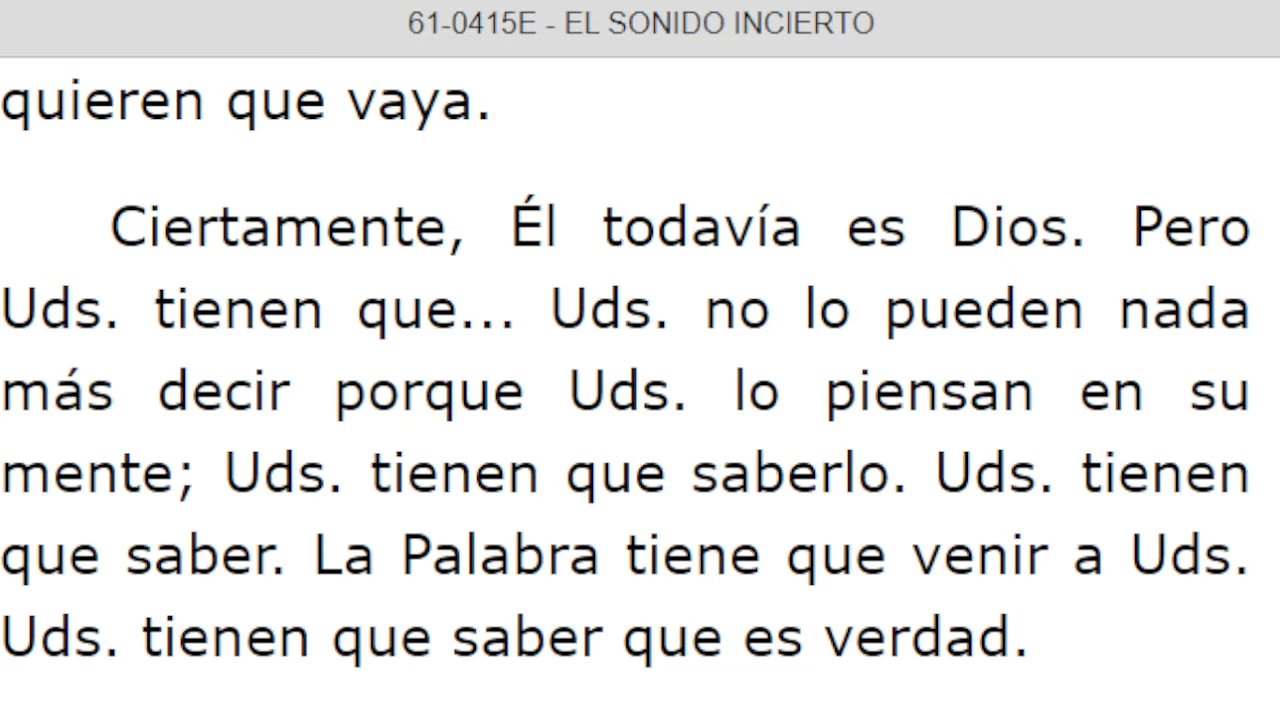 61-0415E - EL SONIDO INCIERTO
quieren que vaya.
Ciertamente, Él todavía es Dios. Pero
Uds. tienen que... Uds. no lo pueden nada
más decir porque Uds. lo piensan en su
mente; Uds. tienen que saberlo. Uds. tienen
que saber. La Palabra tiene que venir a Uds.
Uds. tienen que saber que es verdad.